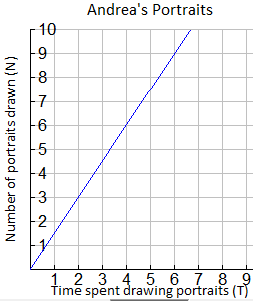 Andrea's Portraits
Number of portraits drawn (N)
10
9
8
7
6
5
4
3
2
1
1 2 3 4 5 6 7 8 9
Time spent drawing portraits (T)